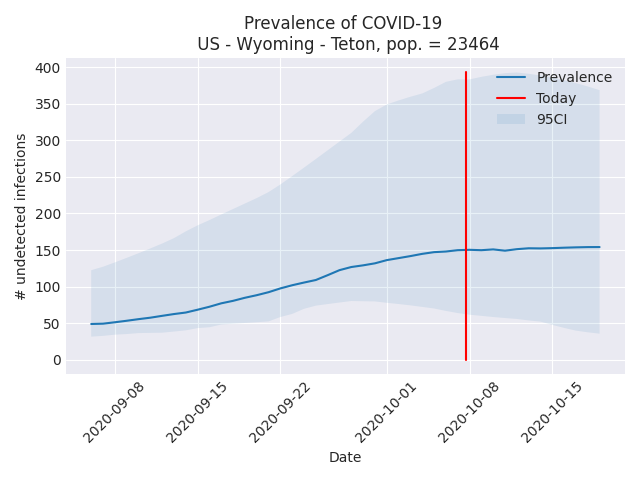 Prevalence of COVID-19
US - Wyoming - Teton, pop. = 23464
400
350
300
250
200
150
100
50
0
# undetected infections
Prevalence
Today
95CI
2020-09-08
2020-09-15
2020-09-22
2020-10-01
2020-10-08
2020-10-15
Date